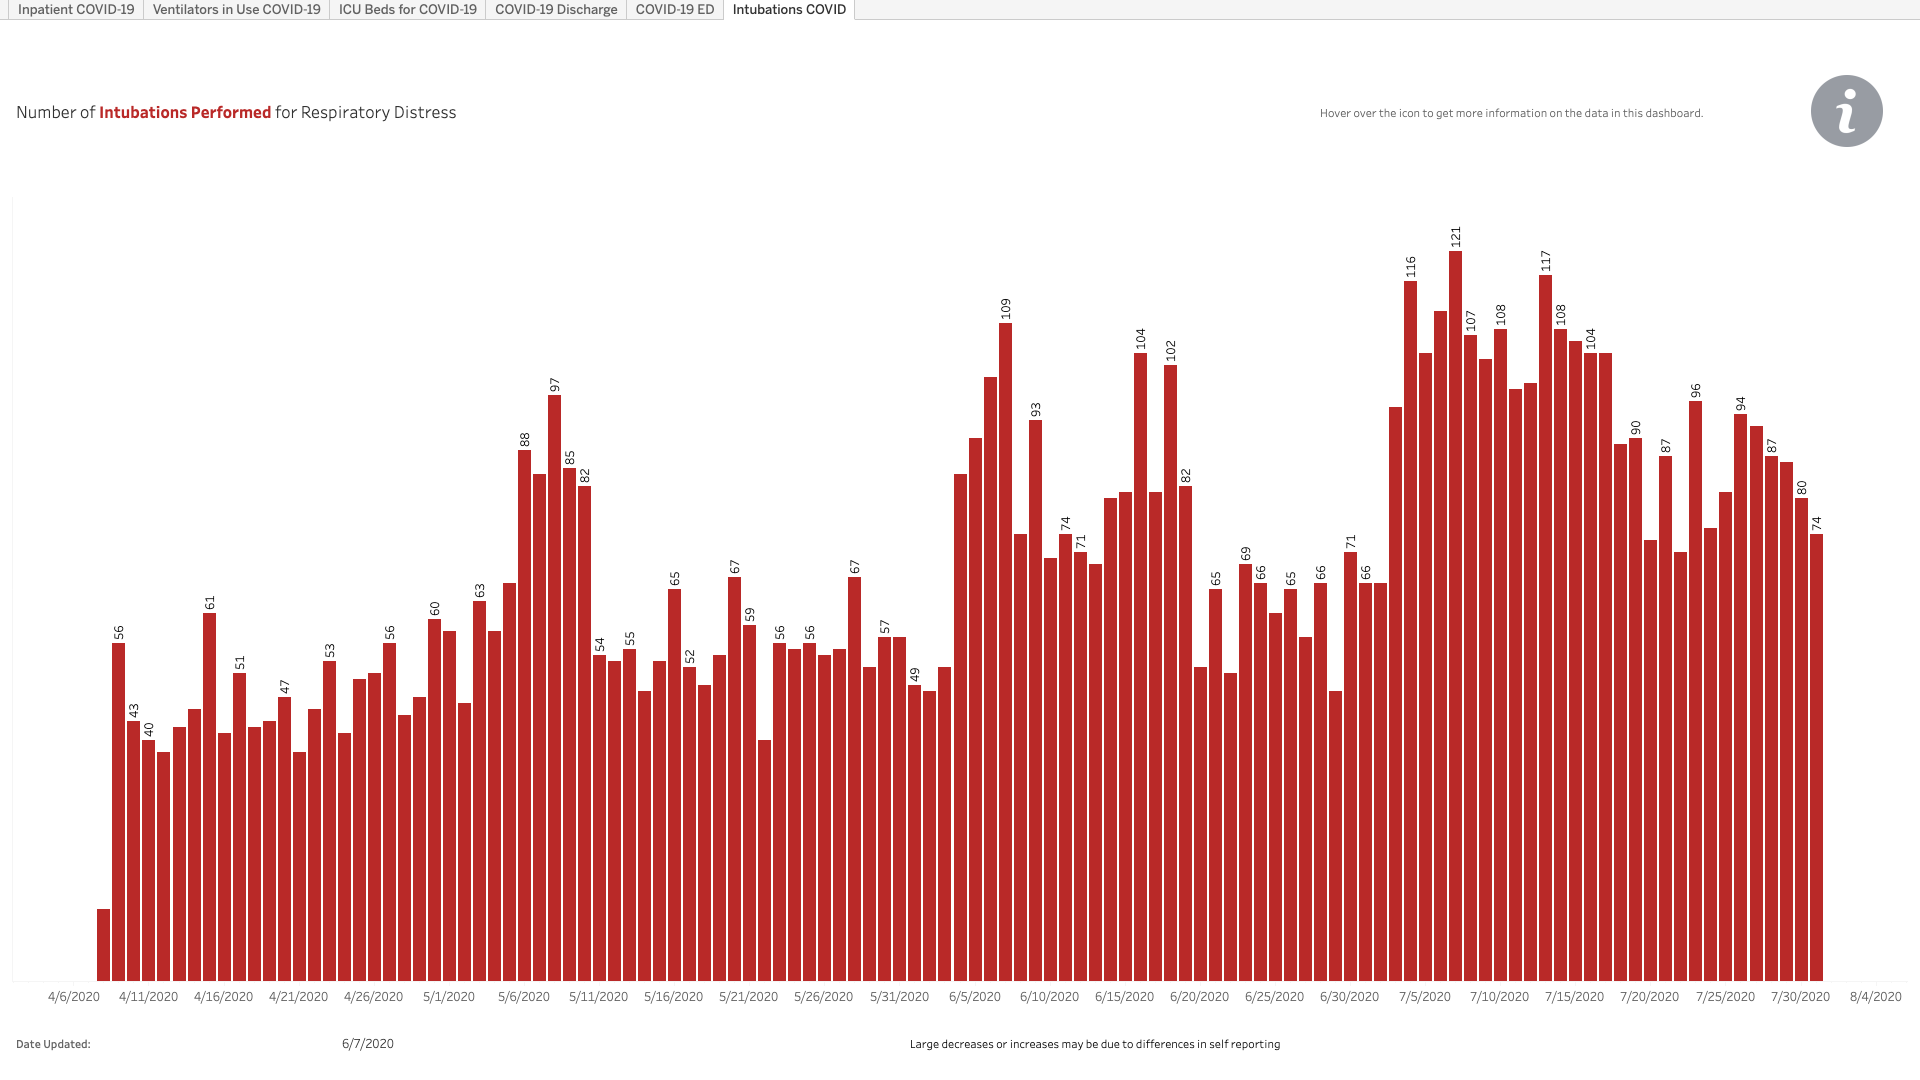 Inpatient COVID-19 Ventilators in Use COVID-19 ICU Beds for COVID-19 COVID-19 Discharge COVID-19 ED Intubations COVID
Number of Intubations Performed for Respiratory Distress
Hover over the icon to get more information on the data in this dashboard.
i
56 43 40 61 51 47 53 56 60 63 88 97 85 82 54 55 65 52 67 59 56 56 67 57 49 109 93 74 71 104 102 82 65 69 66 65 66 71 66 116 121 107 108 117 108 104 90 87 96 94 87 80 74
4/6/2020 4/11/2020 4/16/2020 4/21/2020 4/26/2020 5/1/2020 5/6/2020 5/11/2020 5/16/2020 5/21/2020 5/26/2020 5/31/2020 6/5/2020 6/10/2020 6/15/2020 6/20/2020 6/25/2020 6/30/2020 7/5/2020 7/10/2020 7/15/2020 7/20/2020 7/25/2020 7/30/2020 8/4/2020
Date Updated: 6/7/2020
Large decreases or increases may be due to differences in self reporting